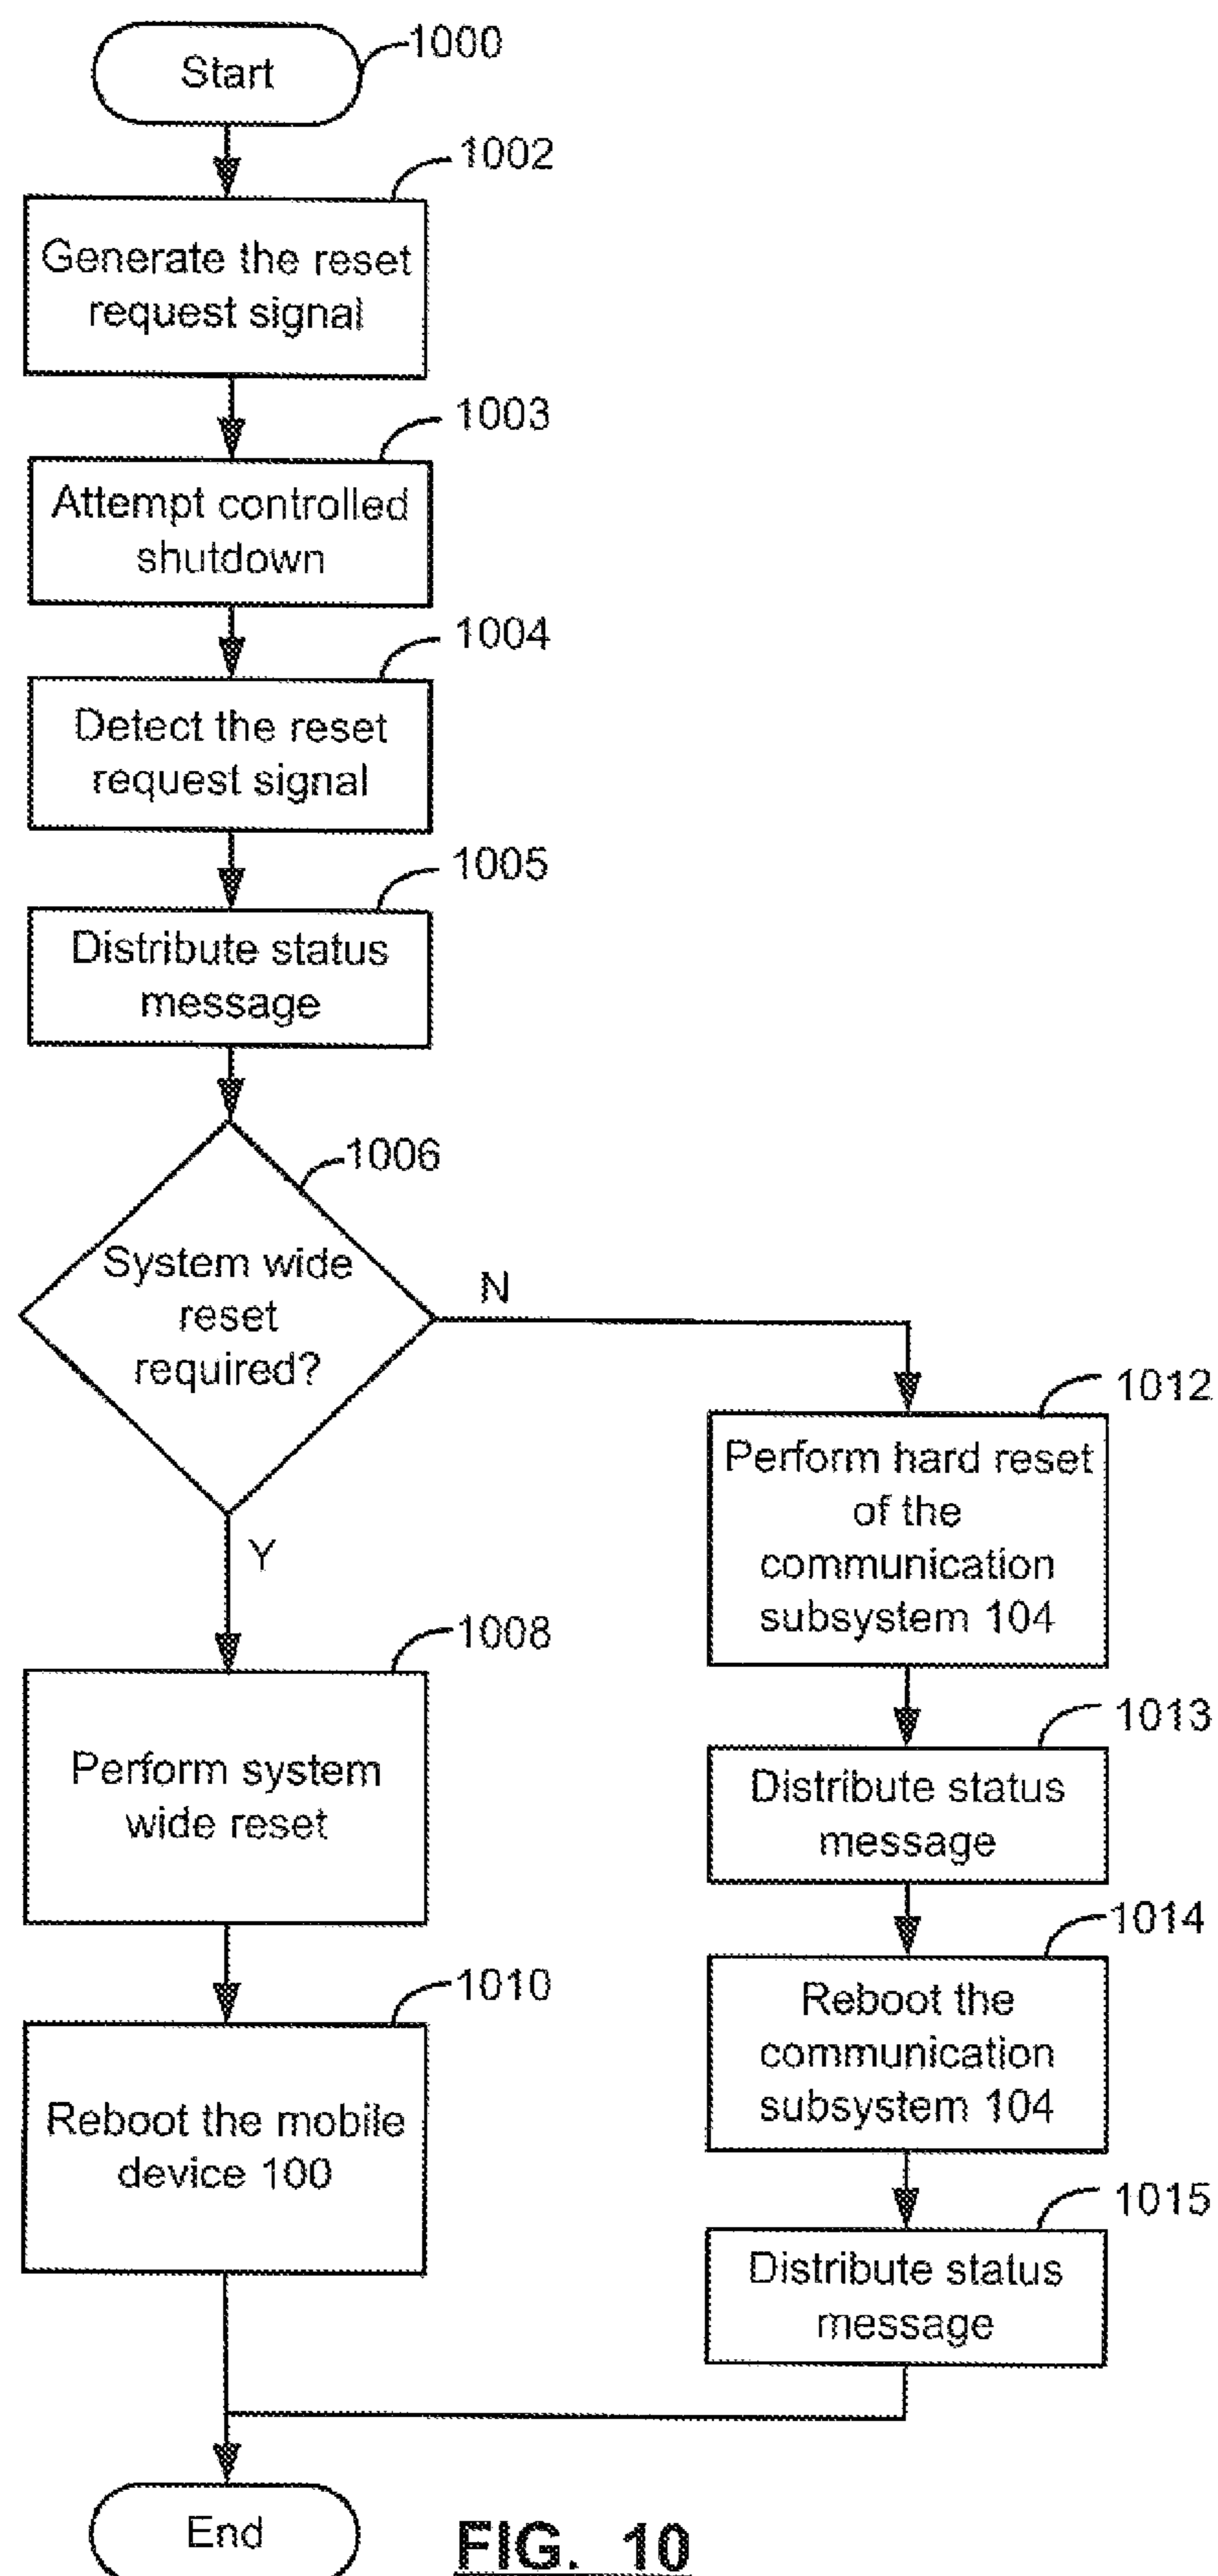 Start
1000
1002
Generate the reset
request signal
1003
Attempt controlled
shutdown
1004
Detect the reset
request signal
1005
Distribute status
message
1006
System wide
reset
required?
N
Y
1012
Perform hard reset
of the
communication
subsystem 104
1008
Perform system
wide reset
1013
Distribute status
message
1014
Reboot the
communication
subsystem 104
1010
Reboot the mobile
device 100
1015
Distribute status
message
End
FIG. 10